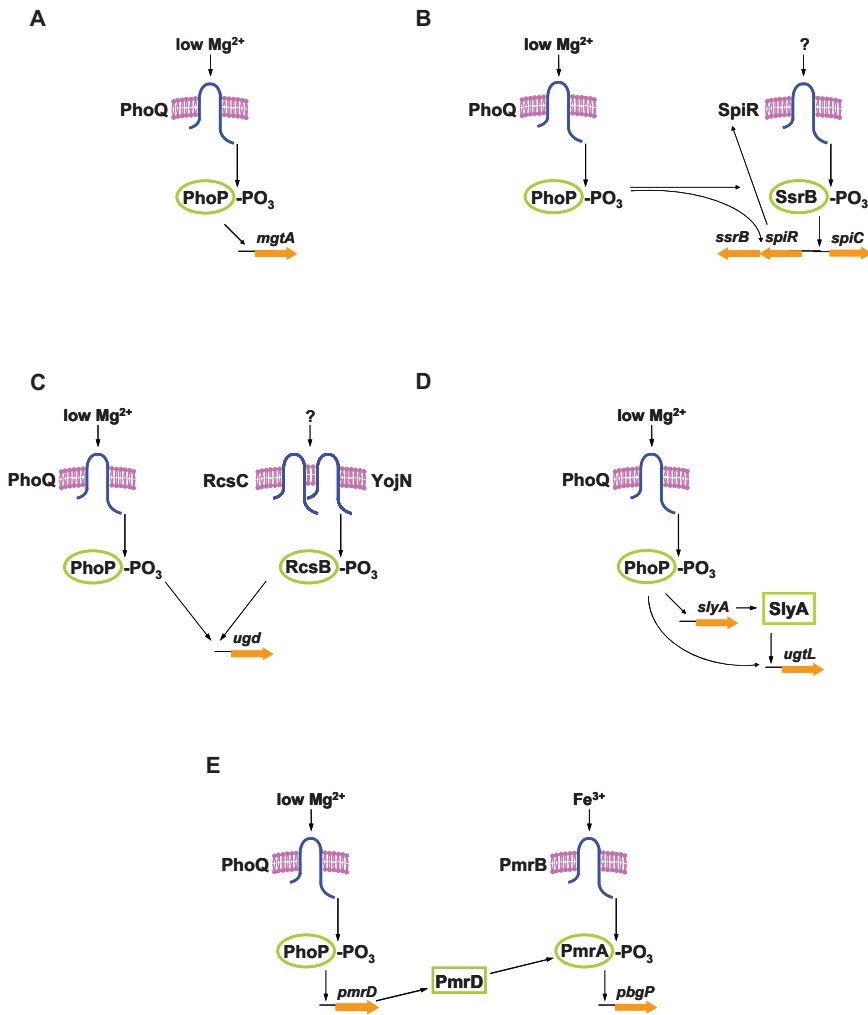 A
low Mg²⁺
PhoQ
PhoP -PO₃
mgtA
B
low Mg²⁺
?
PhoQ
SpiR
PhoP -PO₃
SsrB -PO₃
ssrB spiR spiC
C
low Mg²⁺
?
PhoQ
RcsC
YojN
PhoP -PO₃
RcsB -PO₃
ugd
D
low Mg²⁺
PhoQ
PhoP -PO₃
slyA
SlyA
ugtL
E
low Mg²⁺
Fe³⁺
PhoQ
PmrB
PhoP -PO₃
PmrA -PO₃
pmrD
PmrD
pbgP